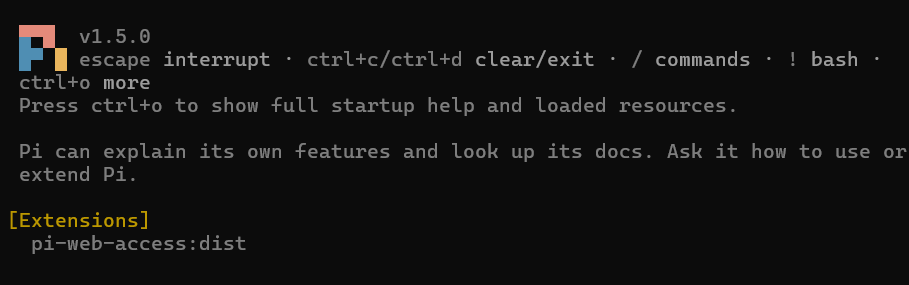 v1.5.0
escape interrupt · ctrl+c/ctrl+d clear/exit · / commands · ! bash ·
ctrl+o more
Press ctrl+o to show full startup help and loaded resources.
Pi can explain its own features and look up its docs. Ask it how to use or
extend Pi.
[Extensions]
pi-web-access:dist